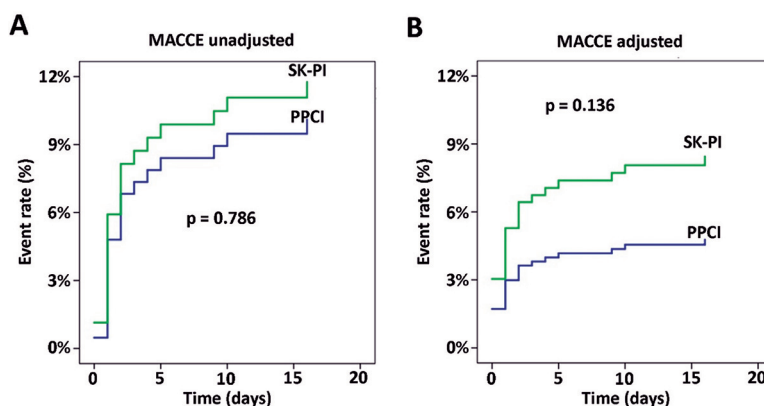 A
MACCE unadjusted
12%
9%
6%
3%
0%
Event rate (%)
SK-PI
PPCI
p = 0.786
0 5 10 15 20
Time (days)
B
MACCE adjusted
12%
9%
6%
3%
0%
Event rate (%)
p = 0.136
SK-PI
PPCI
0 5 10 15 20
Time (days)